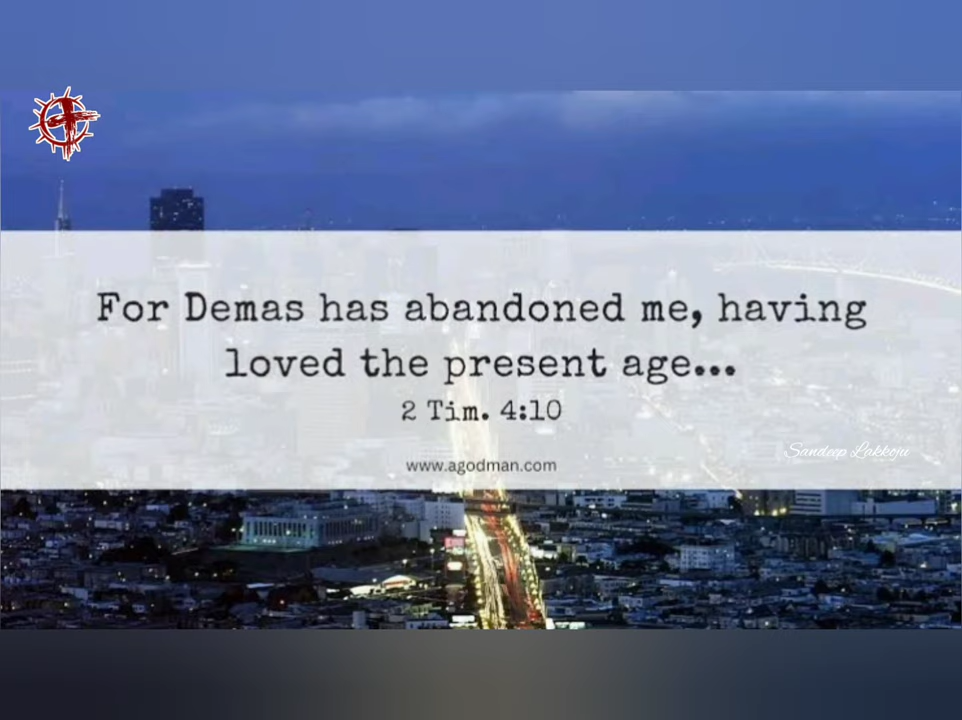 For Demas has abandoned me, having
loved the present age...
2 Tim. 4:10
Sandeep Lakkoju
www.agodman.com